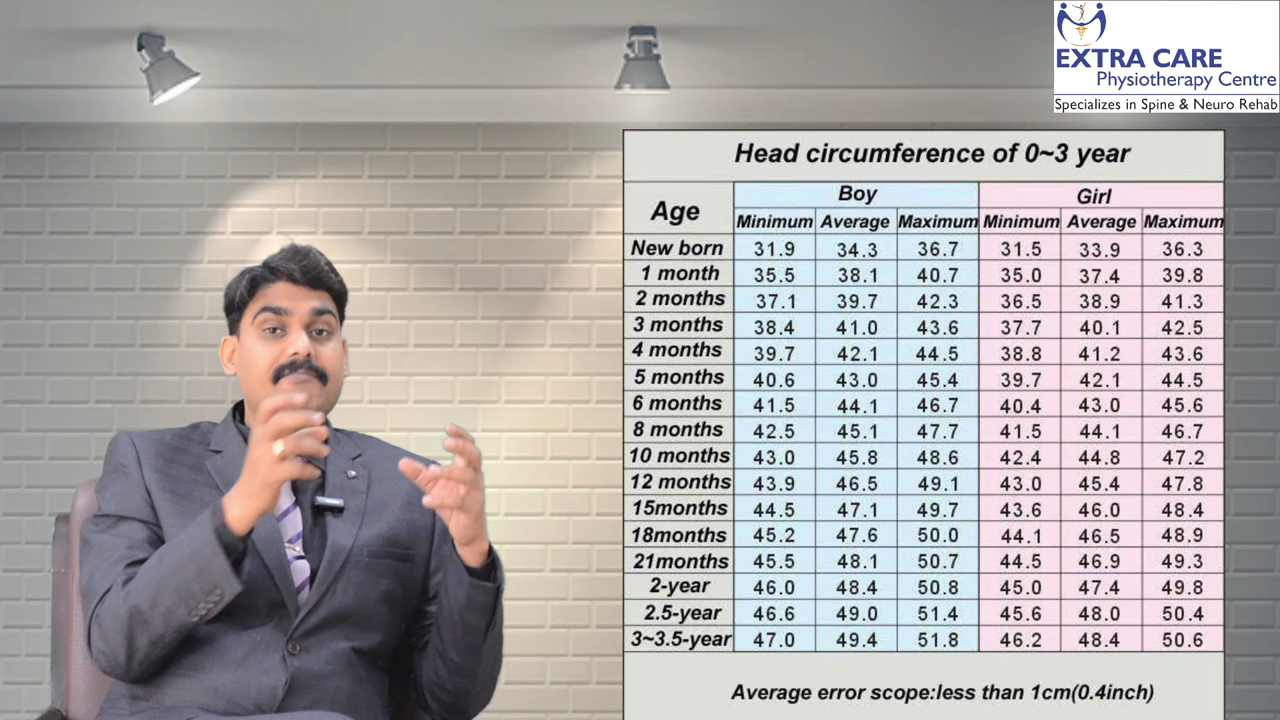 EXTRA CARE
Physiotherapy Centre
Specializes in Spine & Neuro Rehab
Head circumference of 0~3 year
Age Boy Girl
Minimum Average Maximum Minimum Average Maximum
New born 31.9 34.3 36.7 31.5 33.9 36.3
1 month 35.5 38.1 40.7 35.0 37.4 39.8
2 months 37.1 39.7 42.3 36.5 38.9 41.3
3 months 38.4 41.0 43.6 37.7 40.1 42.5
4 months 39.7 42.1 44.5 38.8 41.2 43.6
5 months 40.6 43.0 45.4 39.7 42.1 44.5
6 months 41.5 44.1 46.7 40.4 43.0 45.6
8 months 42.5 45.1 47.7 41.5 44.1 46.7
10 months 43.0 45.8 48.6 42.4 44.8 47.2
12 months 43.9 46.5 49.1 43.0 45.4 47.8
15months 44.5 47.1 49.7 43.6 46.0 48.4
18months 45.2 47.6 50.0 44.1 46.5 48.9
21months 45.5 48.1 50.7 44.5 46.9 49.3
2-year 46.0 48.4 50.8 45.0 47.4 49.8
2.5-year 46.6 49.0 51.4 45.6 48.0 50.4
3~3.5-year 47.0 49.4 51.8 46.2 48.4 50.6
Average error scope:less than 1cm(0.4inch)